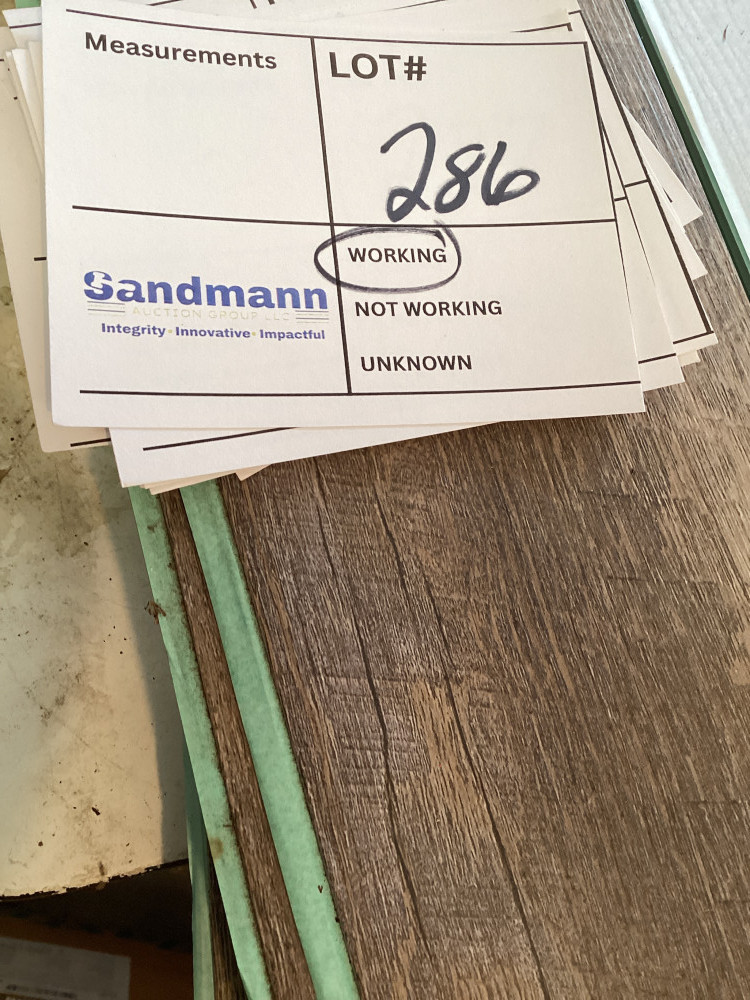 Measurements
LOT#
286
WORKING
Sandmann
AUCTION GROUP LLC
Integrity • Innovative • Impactful
NOT WORKING
UNKNOWN